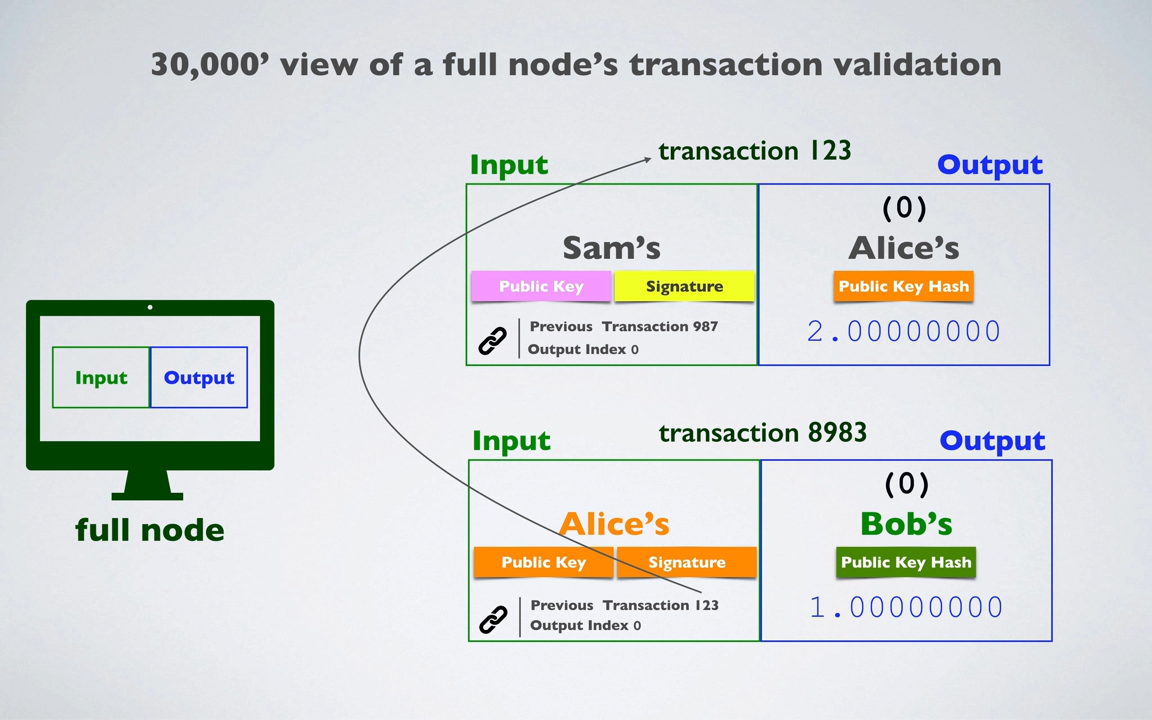 30,000’ view of a full node’s transaction validation
Input
transaction 123
Output
(0)
Sam’s
Alice’s
Public Key
Signature
Public Key Hash
Previous Transaction 987
Output Index 0
2.00000000
Input
Output
full node
Input
transaction 8983
Output
(0)
Alice’s
Bob’s
Public Key
Signature
Public Key Hash
Previous Transaction 123
Output Index 0
1.00000000